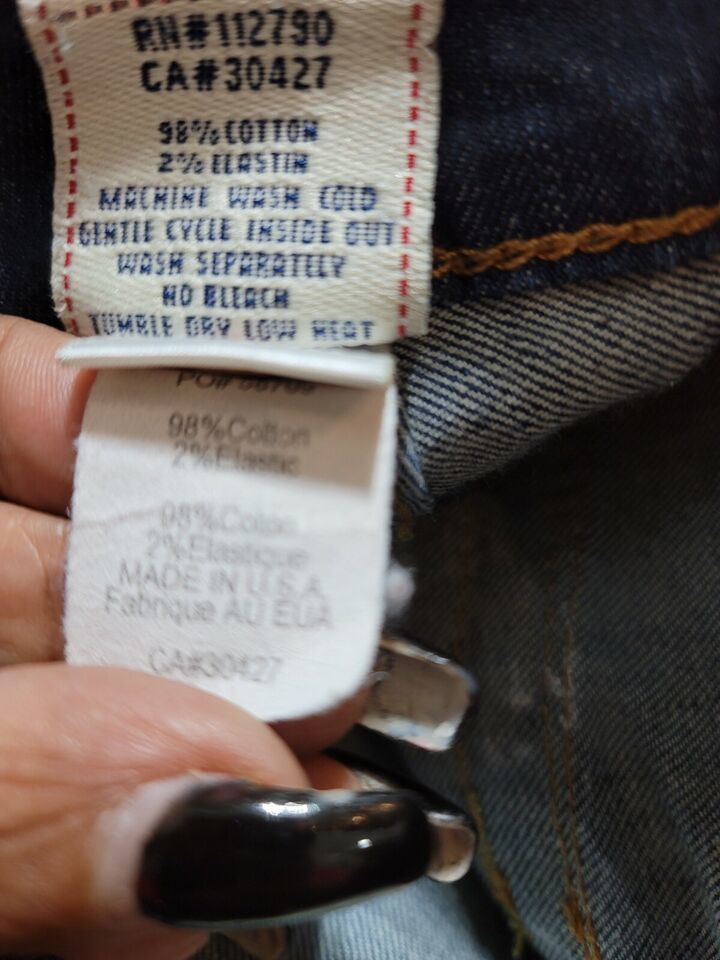 RN#112790
CA#30427
98% COTTON
2% ELASTIN
MACHINE WASH COLD
GENTLE CYCLE INSIDE OUT
WASH SEPARATELY
NO BLEACH
TUMBLE DRY LOW HEAT
PO#
98%Cotton
2%Elastic
98%Coton
2%Elastique
MADE IN U.S.A
Fabrique AU EUA
CA#30427